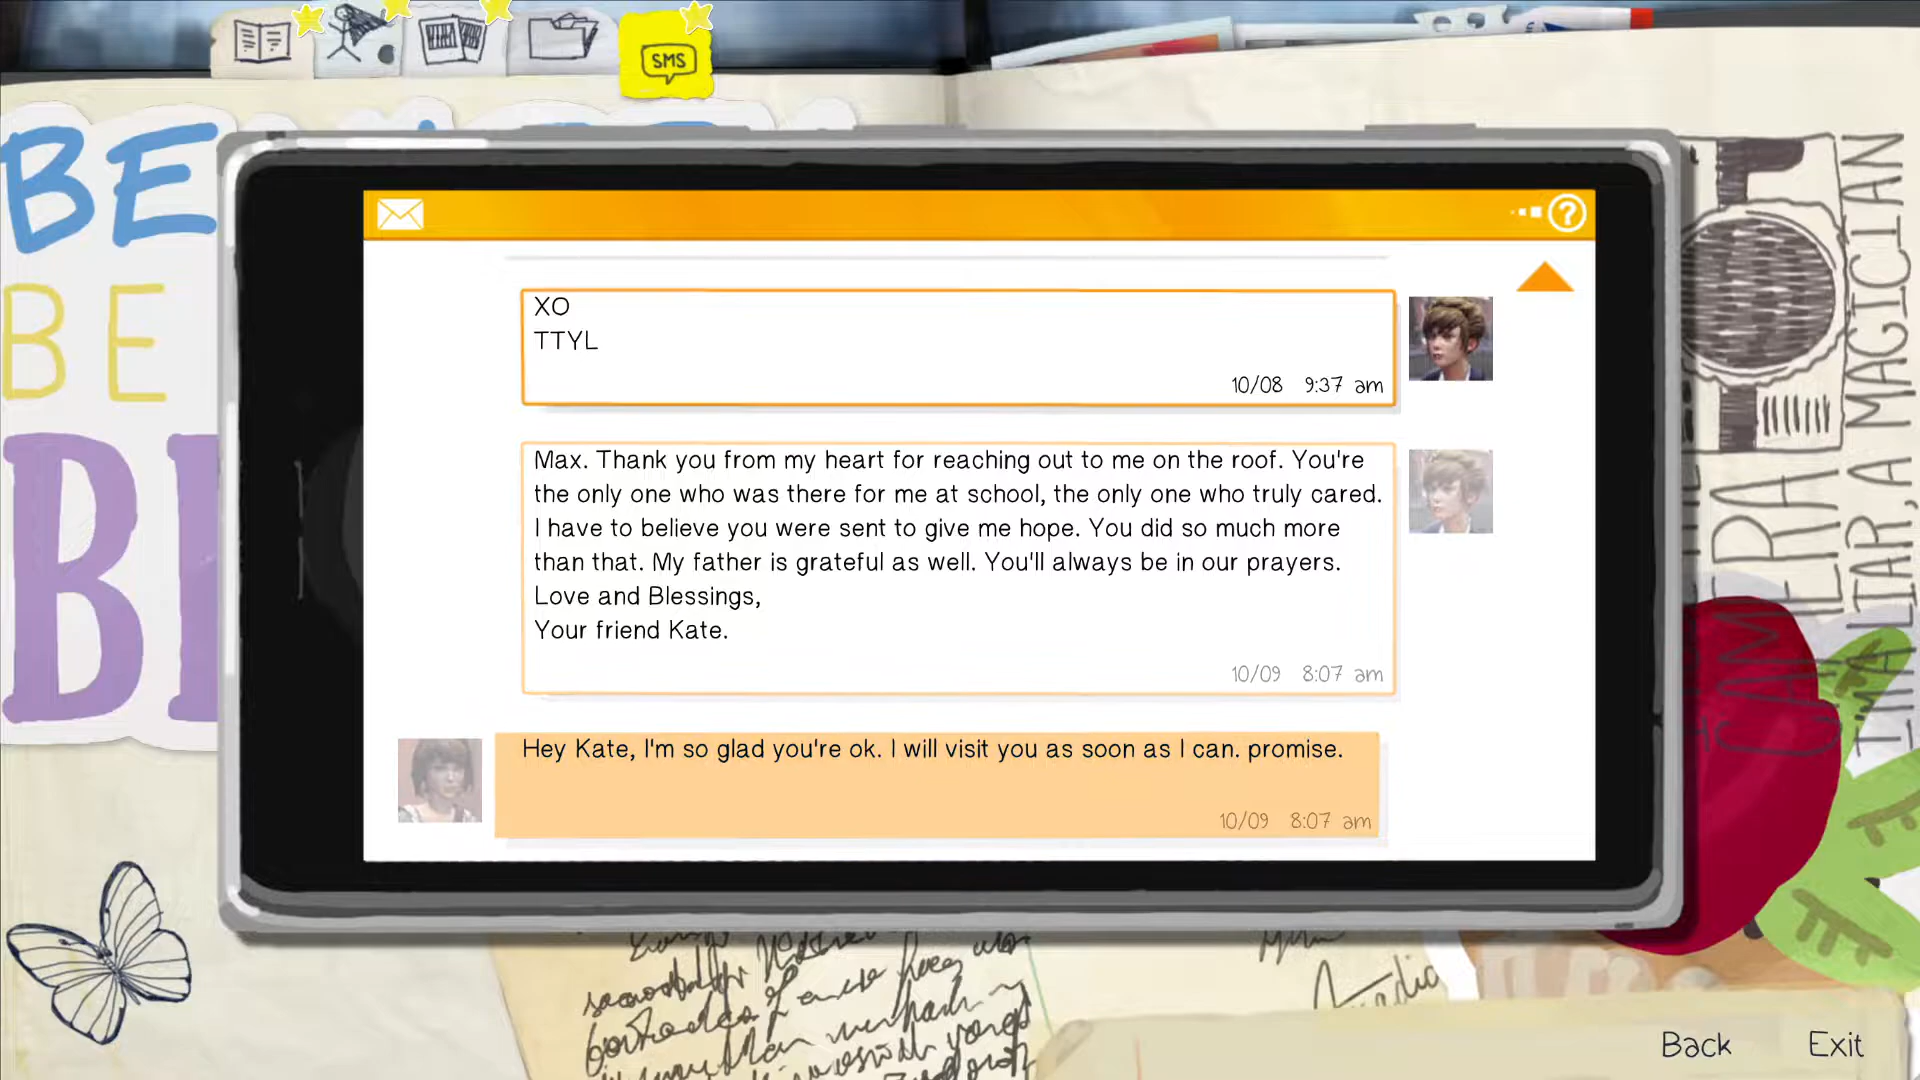 SMS
BE
BE
XO
TTYL
10/08 9:37 am
Max. Thank you from my heart for reaching out to me on the roof. You're
the only one who was there for me at school, the only one who truly cared.
I have to believe you were sent to give me hope. You did so much more
than that. My father is grateful as well. You'll always be in our prayers.
Love and Blessings,
Your friend Kate.
10/09 8:07 am
Hey Kate, I'm so glad you're ok. I will visit you as soon as I can. promise.
10/09 8:07 am
?
CAMERA
LIAR, A MAGICIAN
Back
Exit